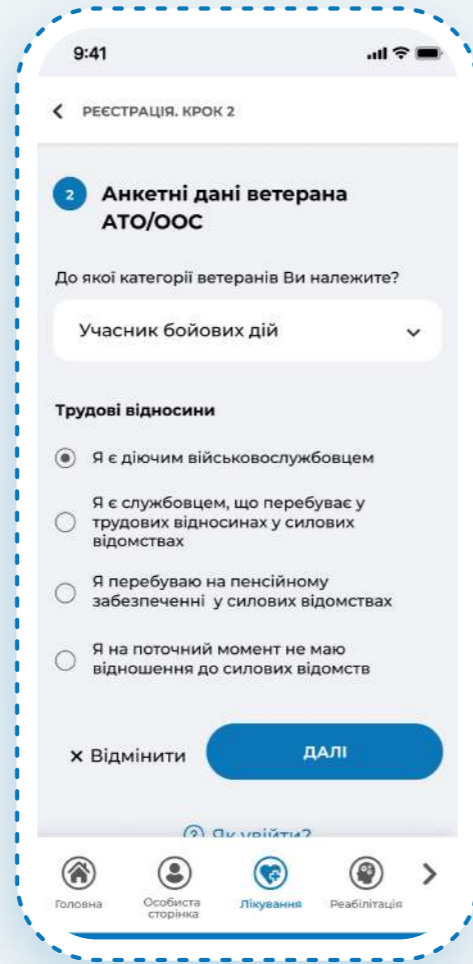 9:41
РЕЄСТРАЦІЯ. КРОК 2
2
Анкетні дані ветерана
АТО/ООС
До якої категорії ветеранів Ви належите?
Учасник бойових дій
Трудові відносини
Я є діючим військовослужбовцем
Я є службовцем, що перебуває у
трудових відносинах у силових
відомствах
Я перебуваю на пенсійному
забезпеченні у силових відомствах
Я на поточний момент не маю
відношення до силових відомств
× Відмінити
ДАЛІ
Як увійти?
Головна
Особиста
сторінка
Лікування
Реабілітація